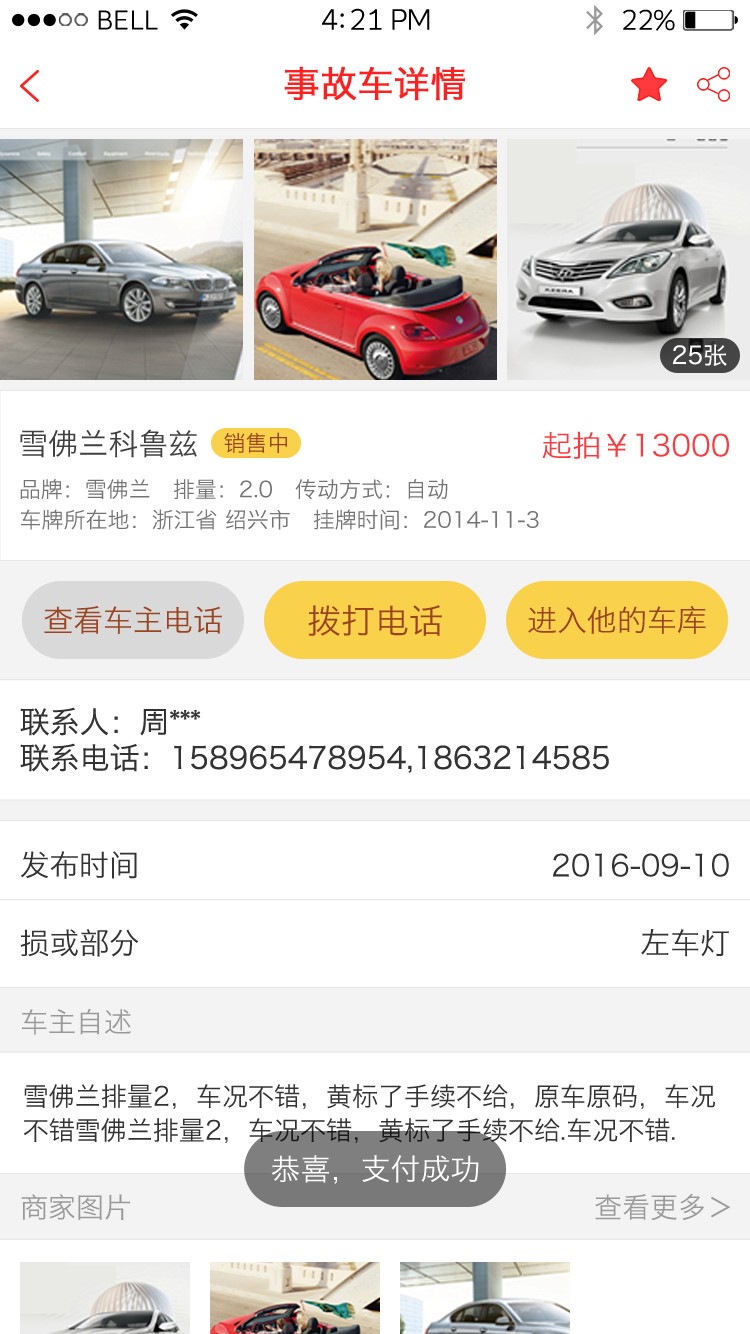 BELL 4:21 PM 22%
事故车详情
AZERA
25张
雪佛兰科鲁兹 销售中 起拍￥13000
品牌：雪佛兰 排量：2.0 传动方式：自动
车牌所在地：浙江省 绍兴市 挂牌时间：2014-11-3
查看车主电话 拨打电话 进入他的车库
联系人：周***
联系电话：158965478954,1863214585
发布时间 2016-09-10
损或部分 左车灯
车主自述
雪佛兰排量2，车况不错，黄标了手续不给，原车原码，车况
不错雪佛兰排量2，车况不错，黄标了手续不给.车况不错.
恭喜，支付成功
商家图片 查看更多>